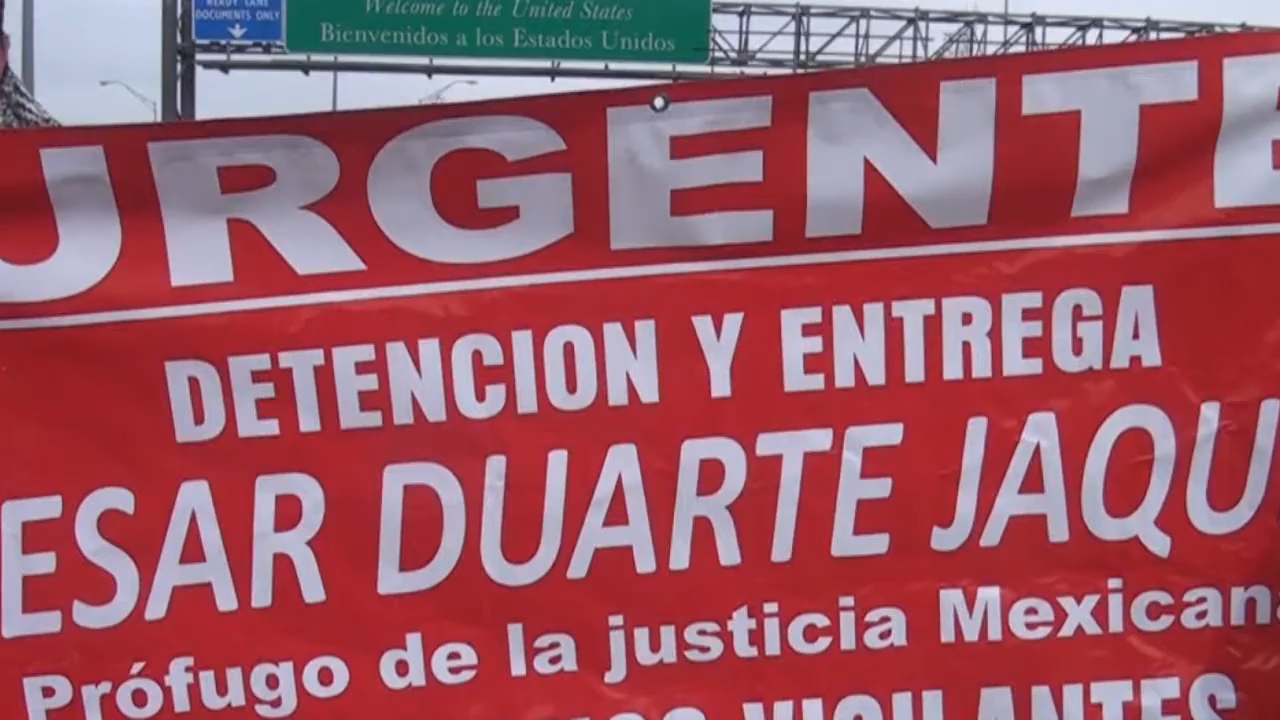 READY LANE
DOCUMENTS ONLY
Welcome to the United States
Bienvenidos a los Estados Unidos
URGENTE
DETENCION Y ENTREGA
ESAR DUARTE JAQU
Prófugo de la justicia Mexicana
VIGILANTES